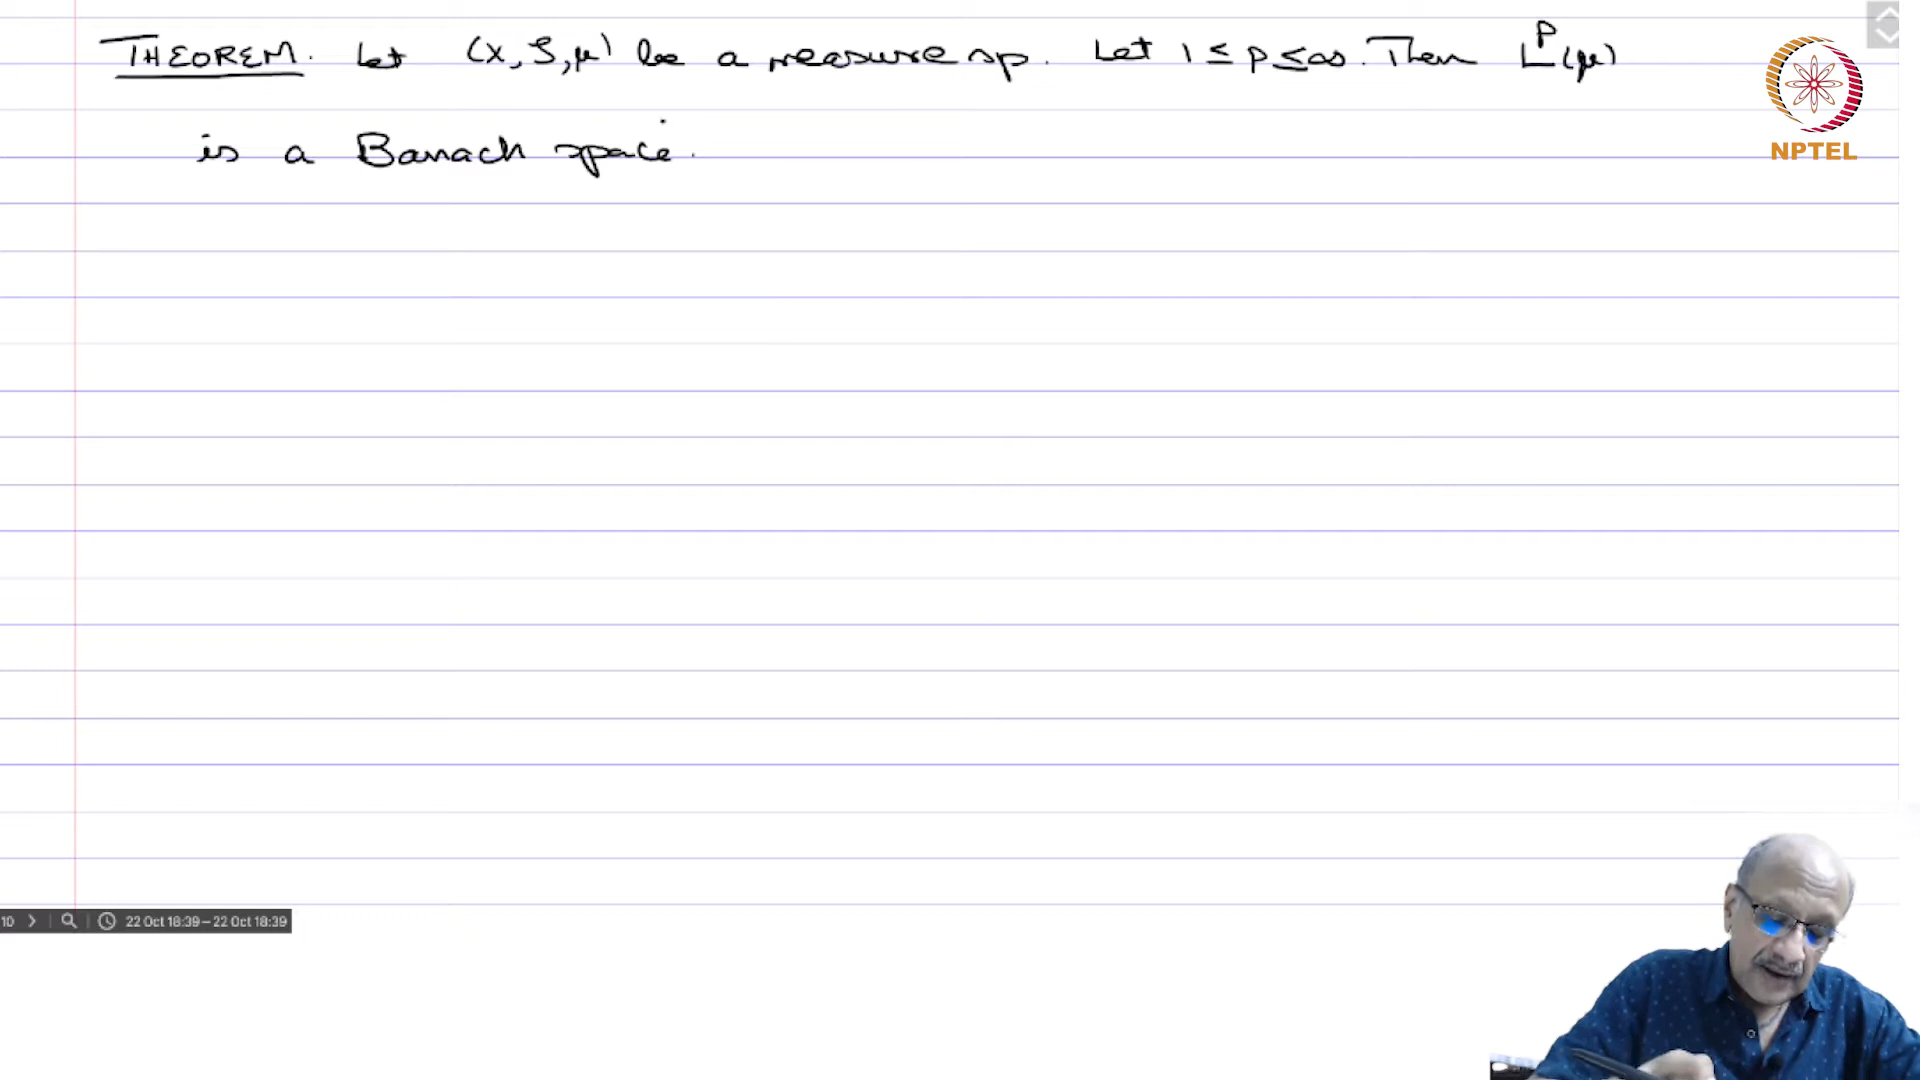 THEOREM. Let (X, S, μ) be a measure sp. Let 1 ≤ p ≤ ∞. Then L^p(μ)
is a Banach space.
NPTEL
10 22 Oct 18:39 – 22 Oct 18:39